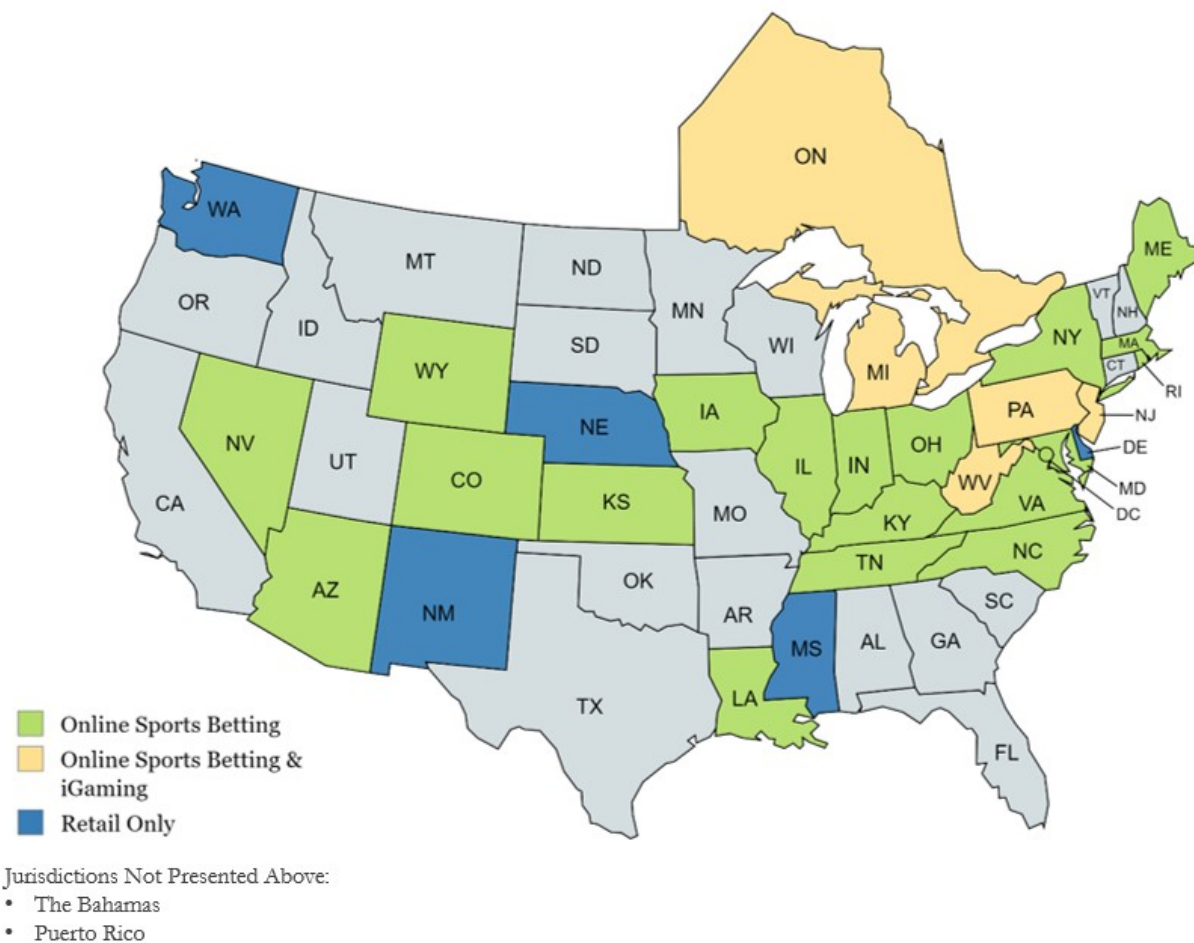 ON
WA
MT
ND
MN
ME
OR
ID
SD
WI
MI
VT
NH
NY
MA
CT
RI
WY
NE
IA
PA
NJ
NV
UT
CO
KS
IL
IN
OH
WV
DE
MD
DC
VA
CA
MO
KY
AZ
NM
OK
AR
TN
NC
SC
MS
AL
GA
TX
LA
FL
Online Sports Betting
Online Sports Betting &
iGaming
Retail Only
Jurisdictions Not Presented Above:
• The Bahamas
• Puerto Rico